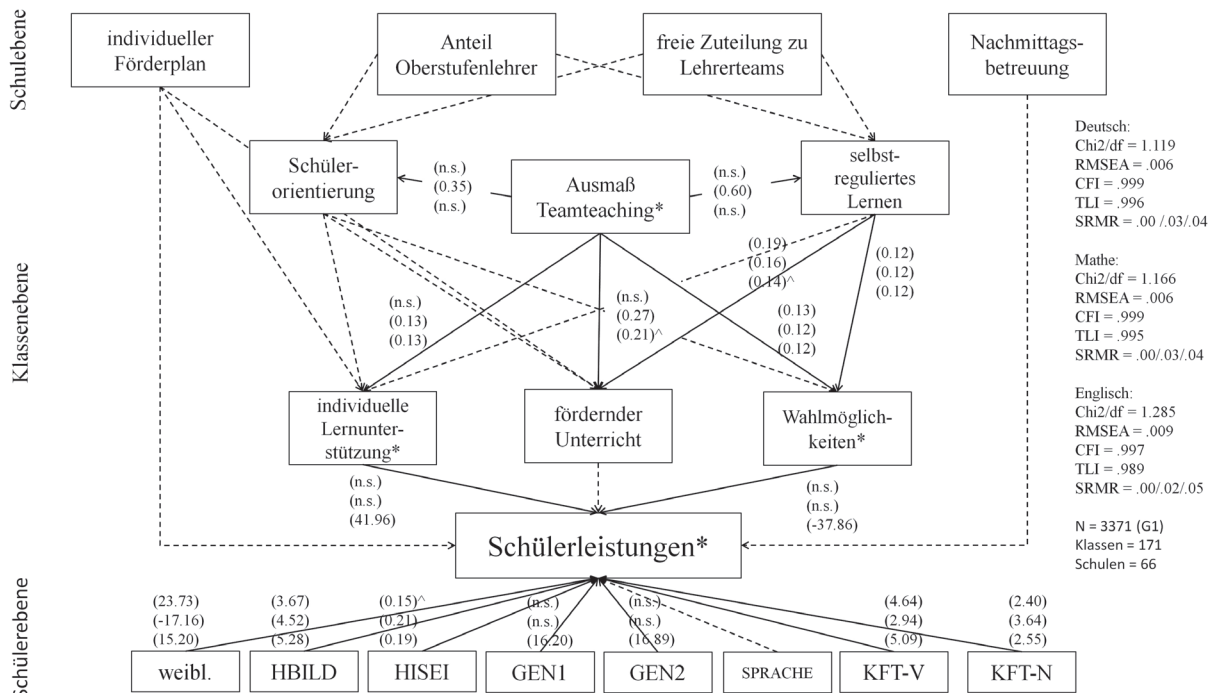 Schulebene
individueller
Förderplan
Anteil
Oberstufenlehrer
freie Zuteilung zu
Lehrerteams
Nachmittags-
betreuung
Klassenebene
Schüler-
orientierung
(n.s.)
(0.35)
(n.s.)
Ausmaß
Teamteaching*
(n.s.)
(0.60)
(n.s.)
selbst-
reguliertes
Lernen
(n.s.)
(0.13)
(0.13)
(n.s.)
(0.27)
(0.21)^
(0.19)
(0.16)
(0.14)^
(0.13)
(0.12)
(0.12)
(0.12)
(0.12)
(0.12)
individuelle
Lernunter-
stützung*
fördernder
Unterricht
Wahlmöglich-
keiten*
(n.s.)
(n.s.)
(41.96)
(n.s.)
(n.s.)
(-37.86)
Schülerleistungen*
Schülerebene
(23.73)
(-17.16)
(15.20)
(3.67)
(4.52)
(5.28)
(0.15)^
(0.21)
(0.19)
(n.s.)
(n.s.)
(16.20)
(n.s.)
(n.s.)
(16.89)
(4.64)
(2.94)
(5.09)
(2.40)
(3.64)
(2.55)
weibl.
HBILD
HISEI
GEN1
GEN2
SPRACHE
KFT-V
KFT-N
Deutsch:
Chi2/df = 1.119
RMSEA = .006
CFI = .999
TLI = .996
SRMR = .00 /.03/.04
Mathe:
Chi2/df = 1.166
RMSEA = .006
CFI = .999
TLI = .995
SRMR = .00/.03/.04
Englisch:
Chi2/df = 1.285
RMSEA = .009
CFI = .997
TLI = .989
SRMR = .00/.02/.05
N = 3371 (G1)
Klassen = 171
Schulen = 66